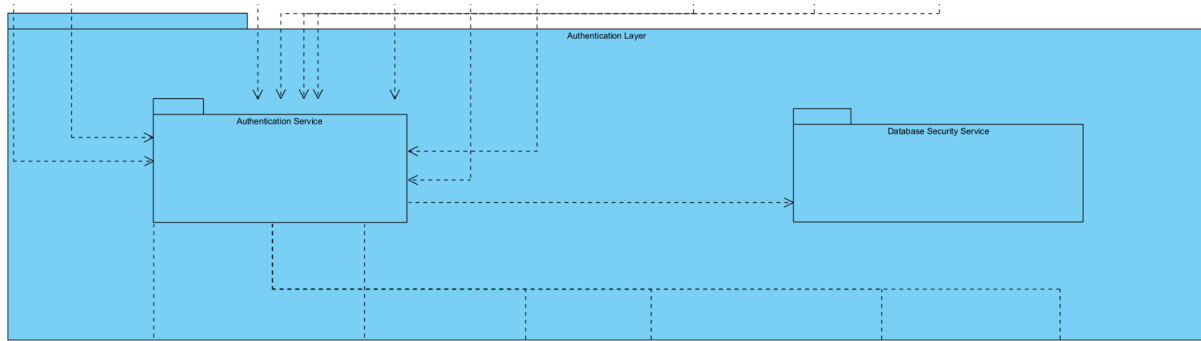 Authentication Layer
Authentication Service
Database Security Service